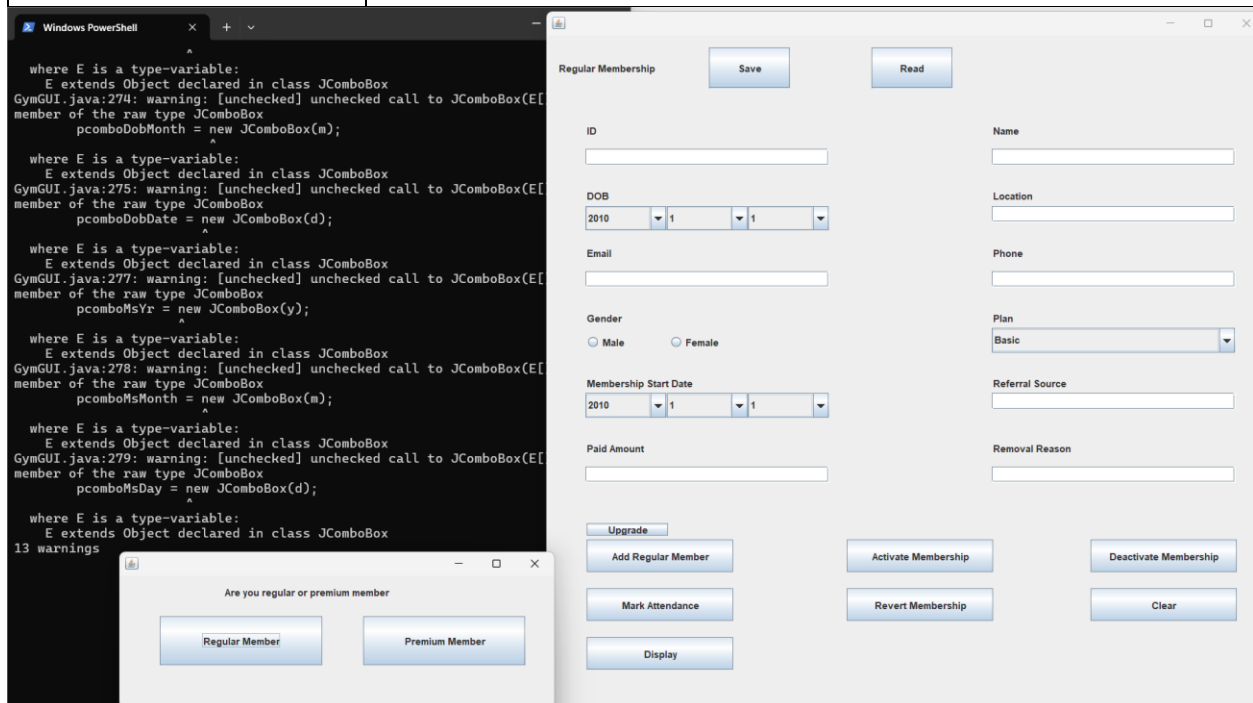 Windows PowerShell
^
where E is a type-variable:
E extends Object declared in class JComboBox
GymGUI.java:274: warning: [unchecked] unchecked call to JComboBox(E[
member of the raw type JComboBox
pcomboDobMonth = new JComboBox(m);
^
where E is a type-variable:
E extends Object declared in class JComboBox
GymGUI.java:275: warning: [unchecked] unchecked call to JComboBox(E[
member of the raw type JComboBox
pcomboDobDate = new JComboBox(d);
^
where E is a type-variable:
E extends Object declared in class JComboBox
GymGUI.java:277: warning: [unchecked] unchecked call to JComboBox(E[
member of the raw type JComboBox
pcomboMsYr = new JComboBox(y);
^
where E is a type-variable:
E extends Object declared in class JComboBox
GymGUI.java:278: warning: [unchecked] unchecked call to JComboBox(E[
member of the raw type JComboBox
pcomboMsMonth = new JComboBox(m);
^
where E is a type-variable:
E extends Object declared in class JComboBox
GymGUI.java:279: warning: [unchecked] unchecked call to JComboBox(E[
member of the raw type JComboBox
pcomboMsDay = new JComboBox(d);
^
where E is a type-variable:
E extends Object declared in class JComboBox
13 warnings
Are you regular or premium member
Regular Member Premium Member
Regular Membership Save Read
ID Name
DOB Location
2010 1 1
Email Phone
Gender Plan
Male Female Basic
Membership Start Date Referral Source
2010 1 1
Paid Amount Removal Reason
Upgrade
Add Regular Member Activate Membership Deactivate Membership
Mark Attendance Revert Membership Clear
Display